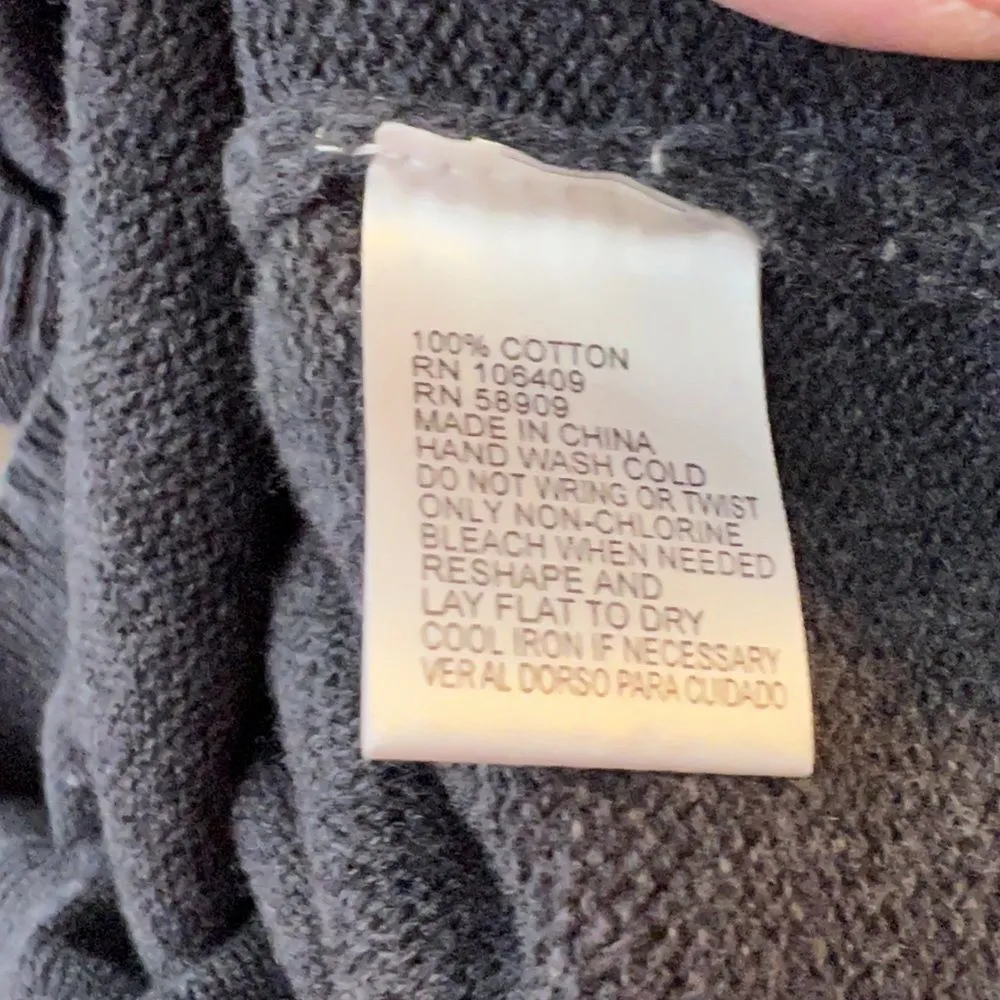 100% COTTON
RN 106409
RN 58909
MADE IN CHINA
HAND WASH COLD
DO NOT WRING OR TWIST
ONLY NON-CHLORINE
BLEACH WHEN NEEDED
RESHAPE AND
LAY FLAT TO DRY
COOL IRON IF NECESSARY
VER AL DORSO PARA CUIDADO